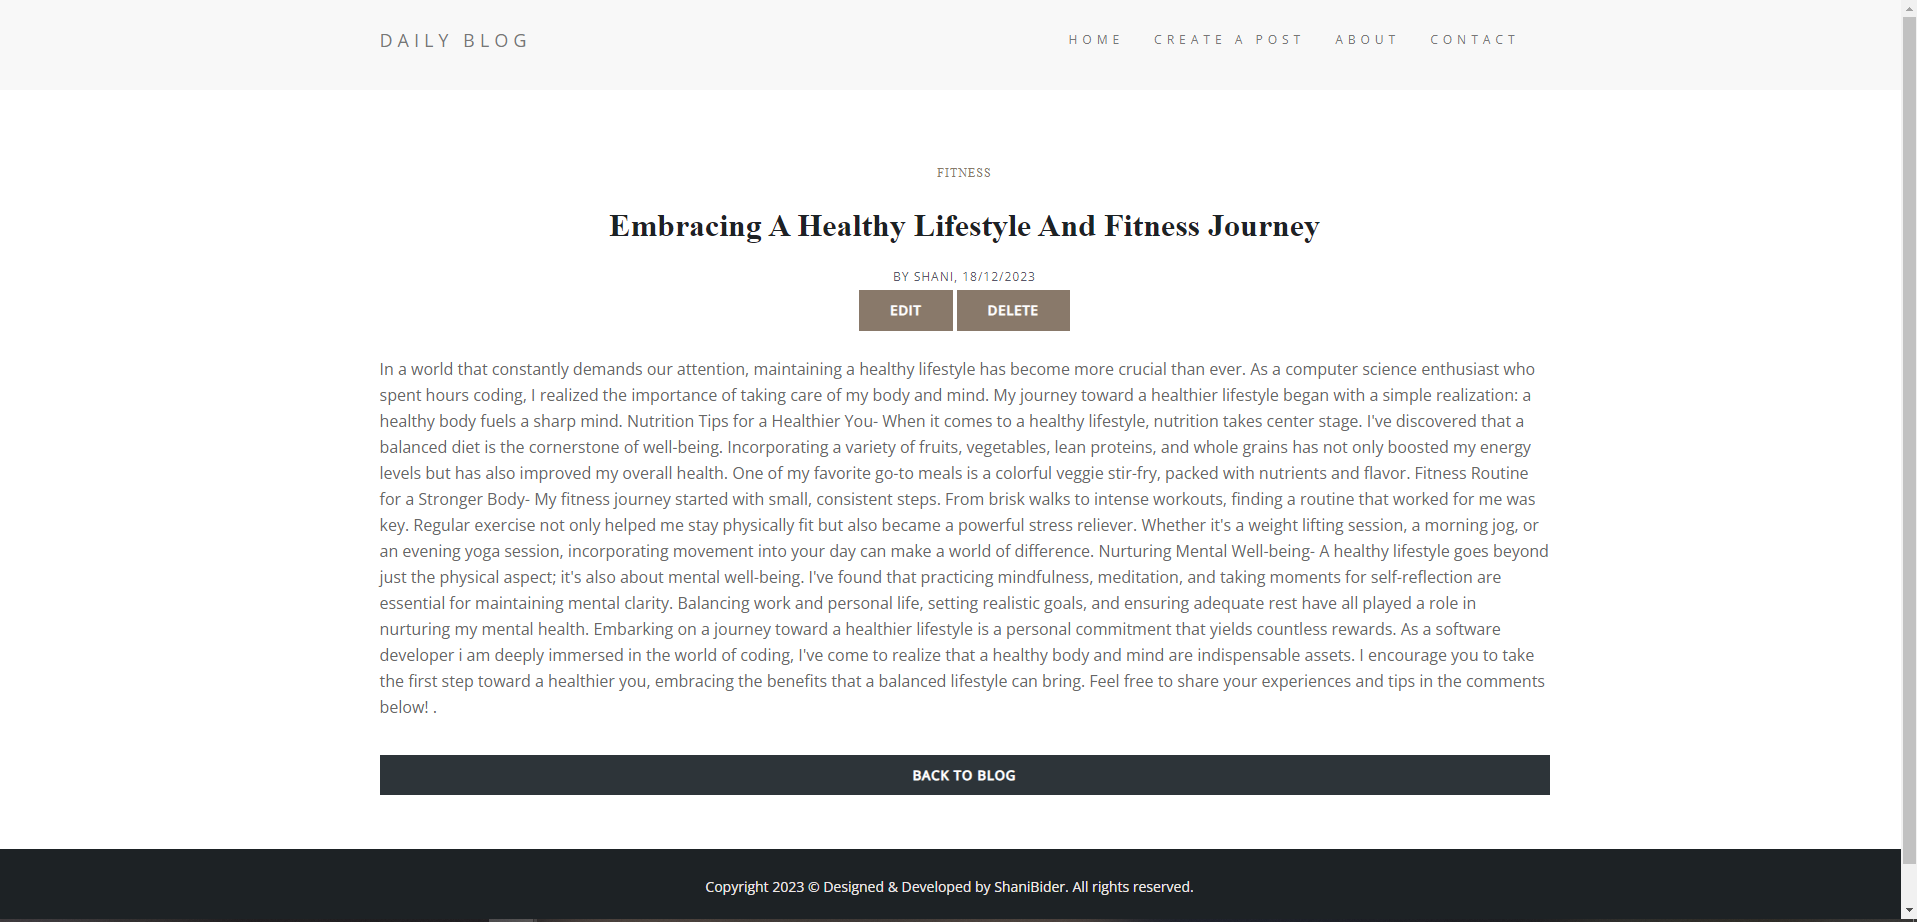 DAILY BLOG
HOME CREATE A POST ABOUT CONTACT
FITNESS
Embracing A Healthy Lifestyle And Fitness Journey
BY SHANI, 18/12/2023
EDIT DELETE
In a world that constantly demands our attention, maintaining a healthy lifestyle has become more crucial than ever. As a computer science enthusiast who
spent hours coding, I realized the importance of taking care of my body and mind. My journey toward a healthier lifestyle began with a simple realization: a
healthy body fuels a sharp mind. Nutrition Tips for a Healthier You- When it comes to a healthy lifestyle, nutrition takes center stage. I've discovered that a
balanced diet is the cornerstone of well-being. Incorporating a variety of fruits, vegetables, lean proteins, and whole grains has not only boosted my energy
levels but has also improved my overall health. One of my favorite go-to meals is a colorful veggie stir-fry, packed with nutrients and flavor. Fitness Routine
for a Stronger Body- My fitness journey started with small, consistent steps. From brisk walks to intense workouts, finding a routine that worked for me was
key. Regular exercise not only helped me stay physically fit but also became a powerful stress reliever. Whether it's a weight lifting session, a morning jog, or
an evening yoga session, incorporating movement into your day can make a world of difference. Nurturing Mental Well-being- A healthy lifestyle goes beyond
just the physical aspect; it's also about mental well-being. I've found that practicing mindfulness, meditation, and taking moments for self-reflection are
essential for maintaining mental clarity. Balancing work and personal life, setting realistic goals, and ensuring adequate rest have all played a role in
nurturing my mental health. Embarking on a journey toward a healthier lifestyle is a personal commitment that yields countless rewards. As a software
developer i am deeply immersed in the world of coding, I've come to realize that a healthy body and mind are indispensable assets. I encourage you to take
the first step toward a healthier you, embracing the benefits that a balanced lifestyle can bring. Feel free to share your experiences and tips in the comments
below! .
BACK TO BLOG
Copyright 2023 © Designed & Developed by ShaniBider. All rights reserved.